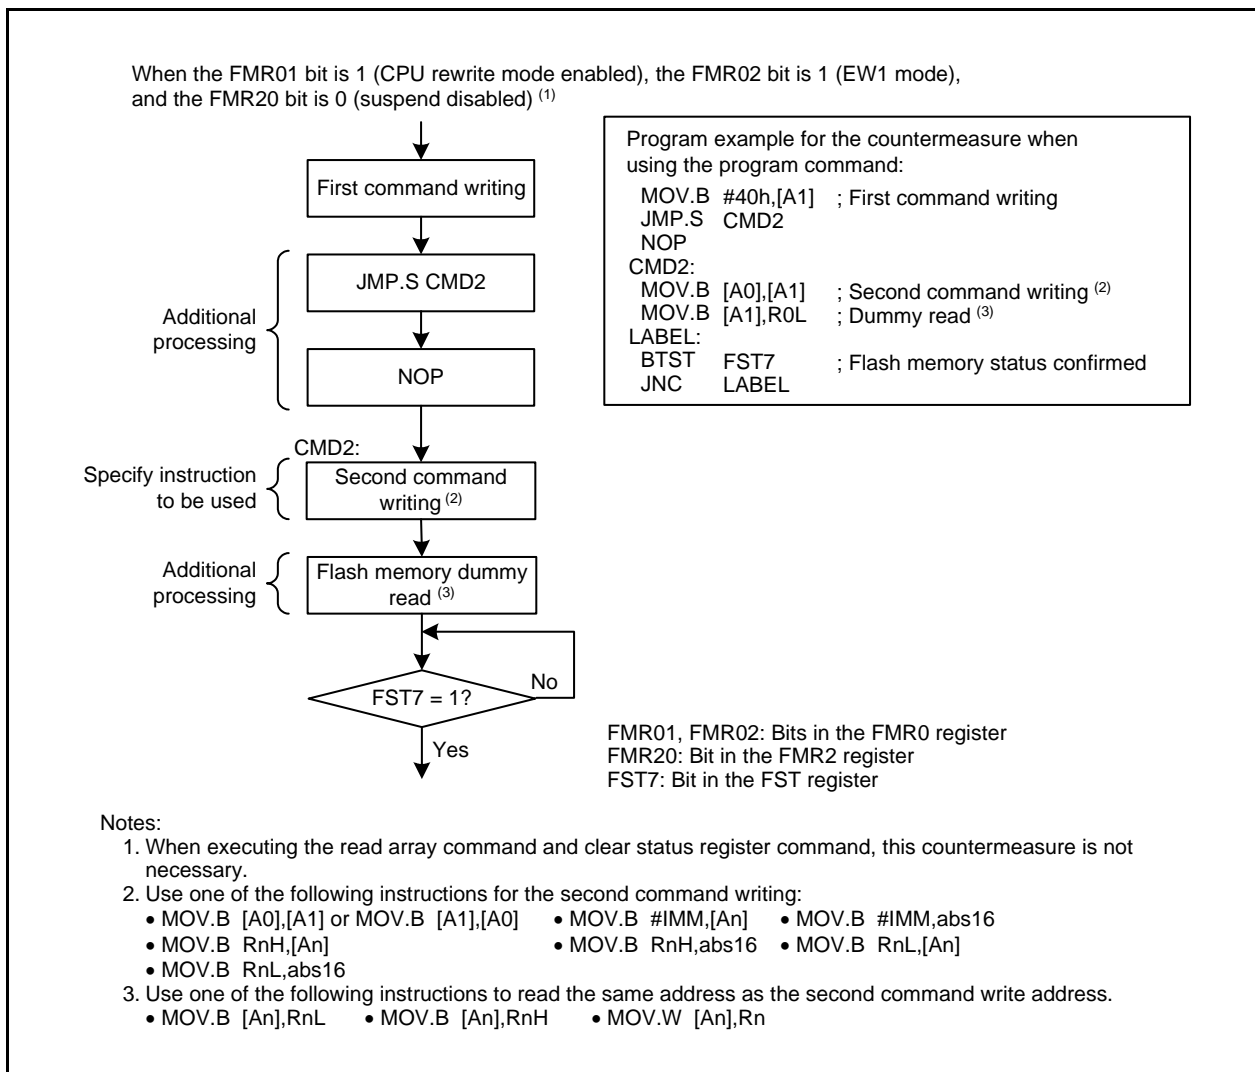 When the FMR01 bit is 1 (CPU rewrite mode enabled), the FMR02 bit is 1 (EW1 mode),
and the FMR20 bit is 0 (suspend disabled) (1)
First command writing
Additional
processing
JMP.S CMD2
NOP
CMD2:
Specify instruction
to be used
Second command
writing (2)
Additional
processing
Flash memory dummy
read (3)
FST7 = 1?
No
Yes
Program example for the countermeasure when
using the program command:
MOV.B #40h,[A1] ; First command writing
JMP.S CMD2
NOP
CMD2:
MOV.B [A0],[A1] ; Second command writing (2)
MOV.B [A1],R0L ; Dummy read (3)
LABEL:
BTST FST7 ; Flash memory status confirmed
JNC LABEL
FMR01, FMR02: Bits in the FMR0 register
FMR20: Bit in the FMR2 register
FST7: Bit in the FST register
Notes:
1. When executing the read array command and clear status register command, this countermeasure is not
necessary.
2. Use one of the following instructions for the second command writing:
• MOV.B [A0],[A1] or MOV.B [A1],[A0] • MOV.B #IMM,[An] • MOV.B #IMM,abs16
• MOV.B RnH,[An] • MOV.B RnH,abs16 • MOV.B RnL,[An]
• MOV.B RnL,abs16
3. Use one of the following instructions to read the same address as the second command write address.
• MOV.B [An],RnL • MOV.B [An],RnH • MOV.W [An],Rn